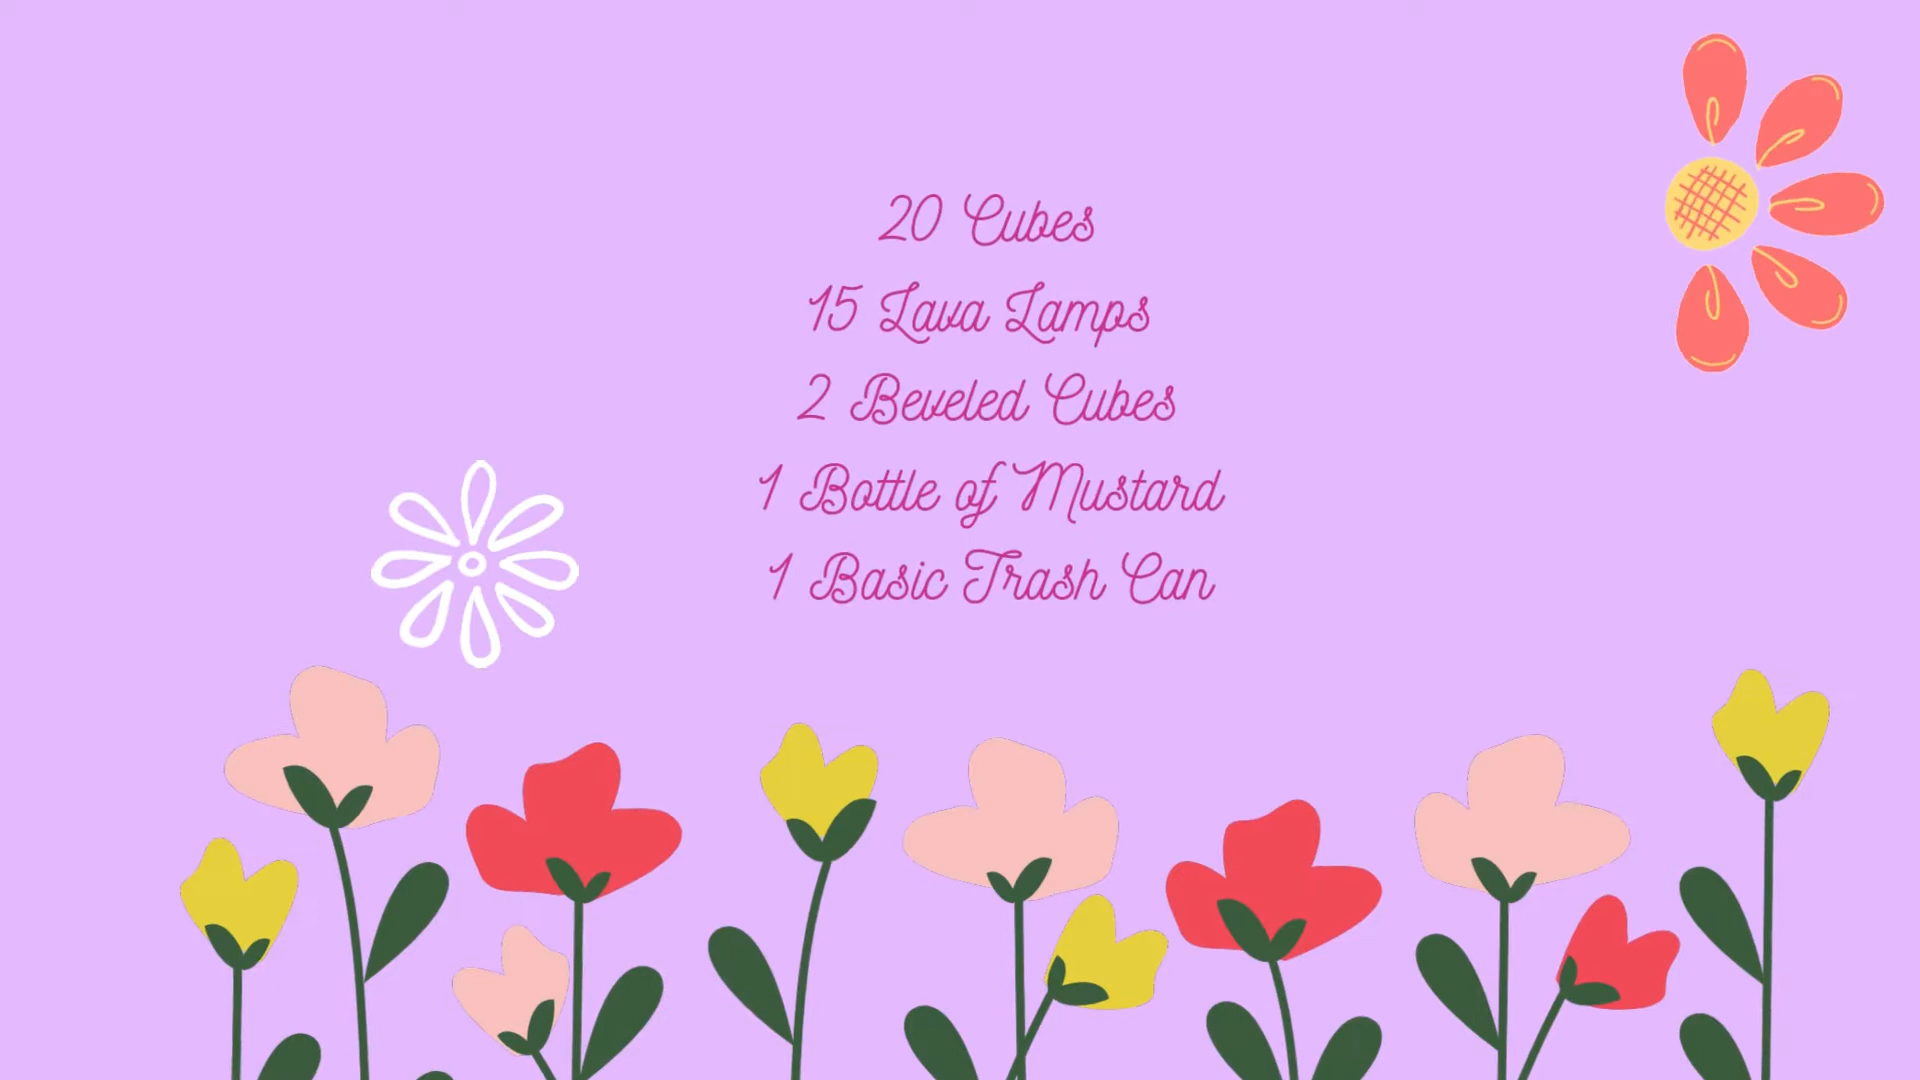 20 Cubes
15 Lava Lamps
2 Beveled Cubes
1 Bottle of Mustard
1 Basic Trash Can